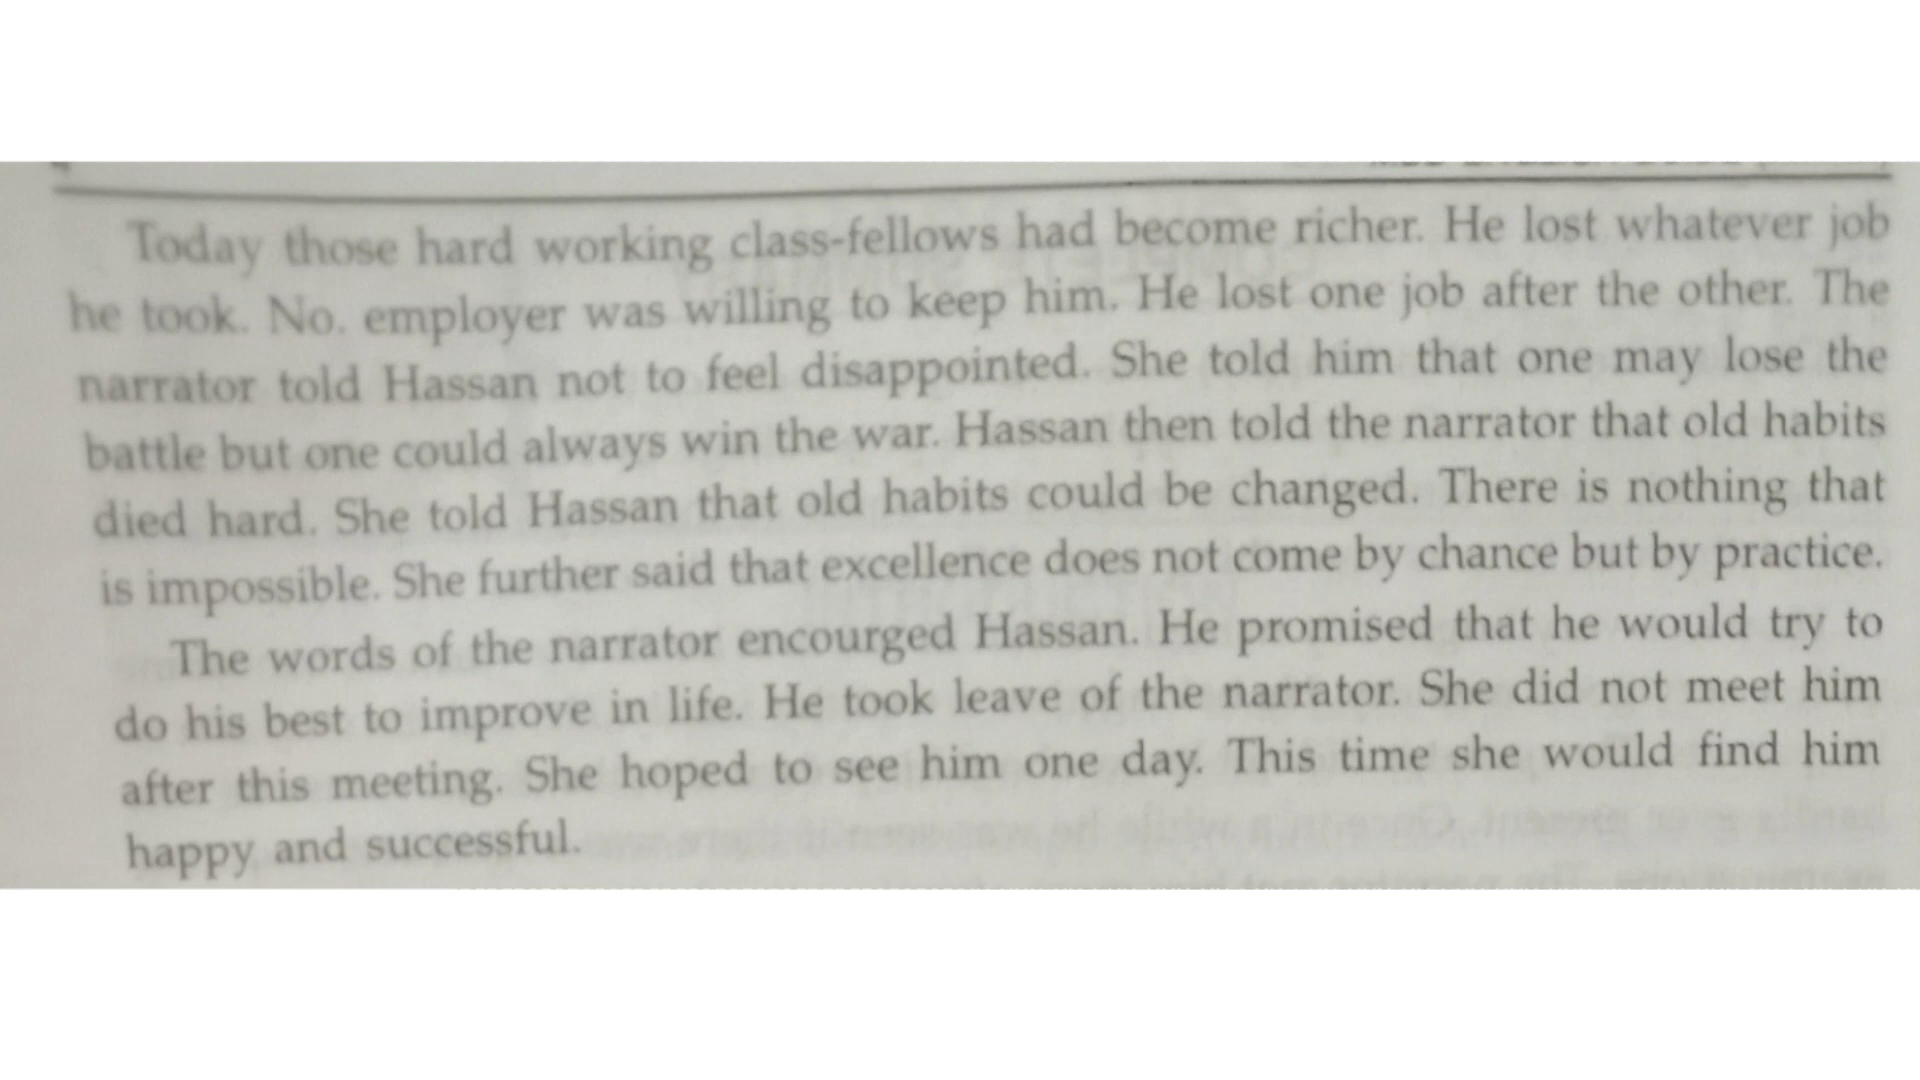 Today those hard working class-fellows had become richer. He lost whatever job
he took. No. employer was willing to keep him. He lost one job after the other. The
narrator told Hassan not to feel disappointed. She told him that one may lose the
battle but one could always win the war. Hassan then told the narrator that old habits
died hard. She told Hassan that old habits could be changed. There is nothing that
is impossible. She further said that excellence does not come by chance but by practice.
The words of the narrator encourged Hassan. He promised that he would try to
do his best to improve in life. He took leave of the narrator. She did not meet him
after this meeting. She hoped to see him one day. This time she would find him
happy and successful.